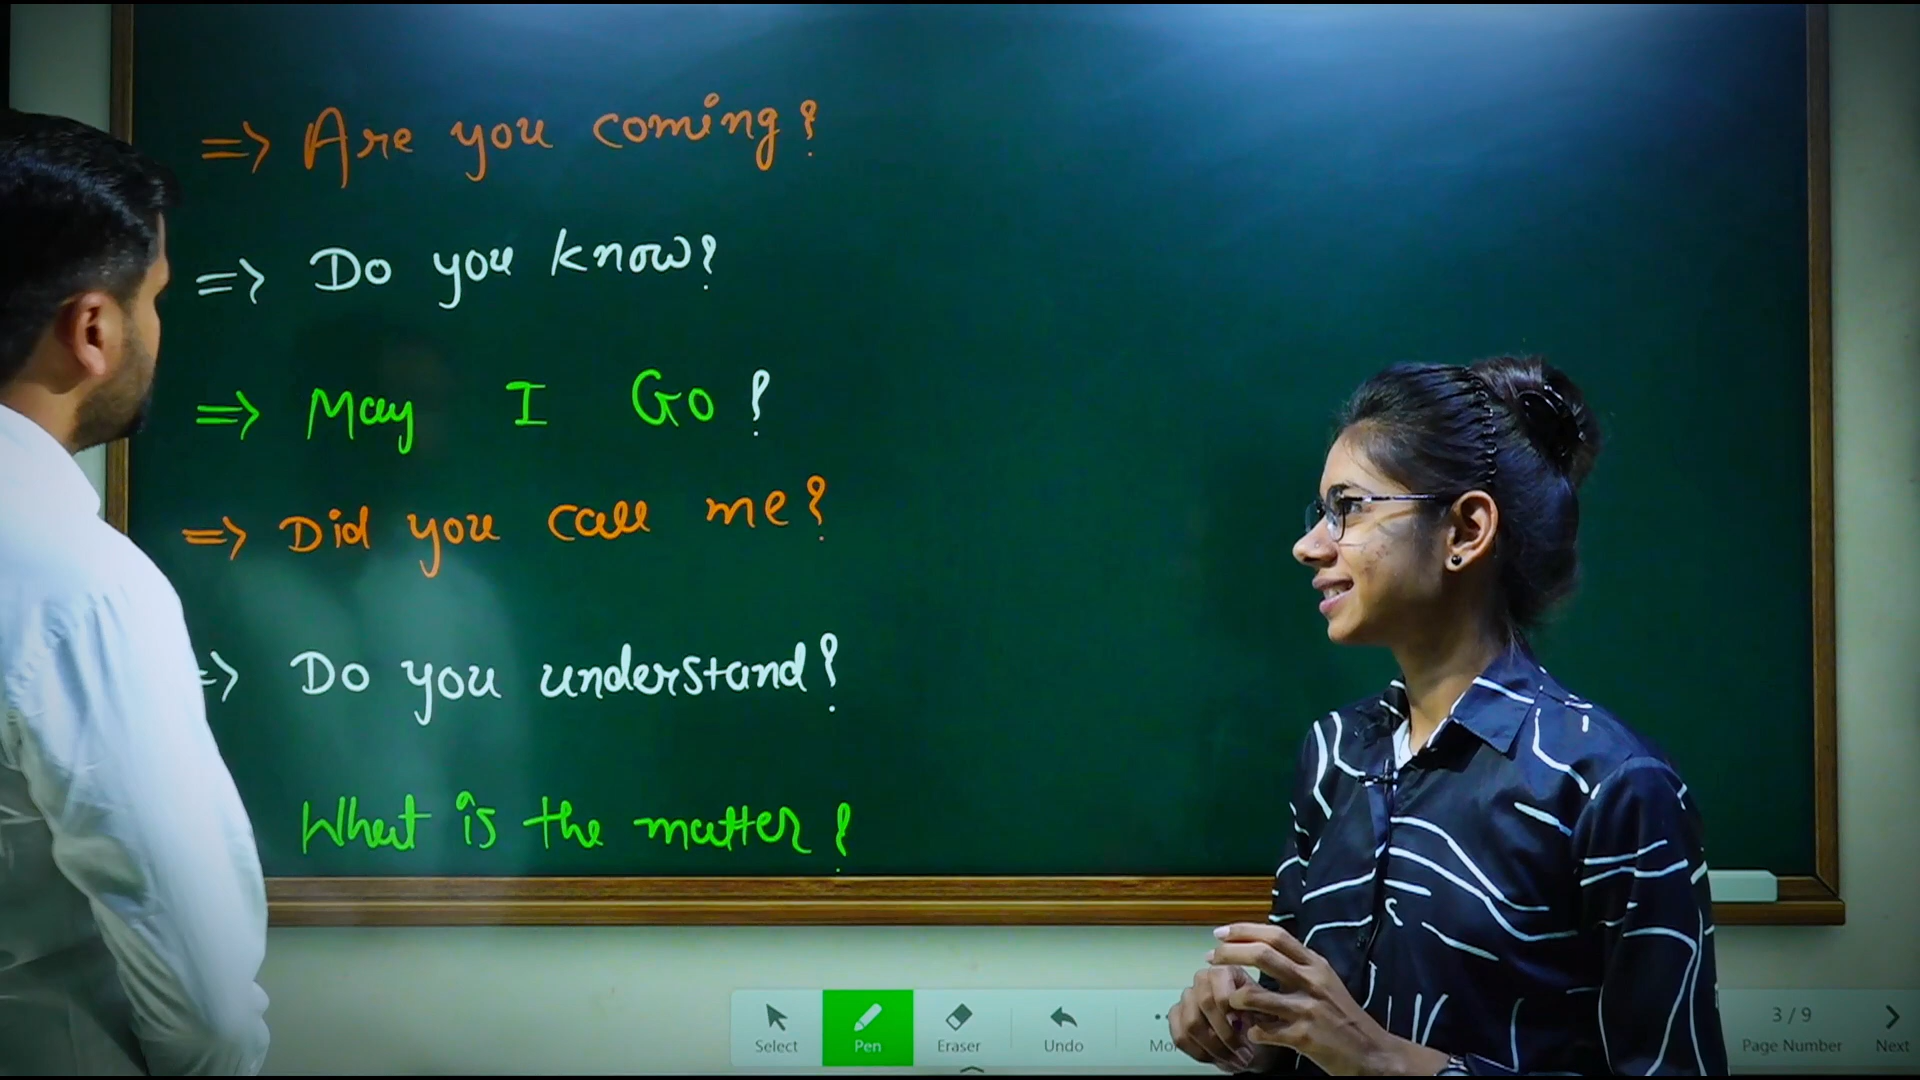 => Are you coming?
=> Do you know?
=> May I Go?
=> Did you call me?
=> Do you understand?
What is the matter?
Select Pen Eraser Undo 3 / 9
Page Number Next